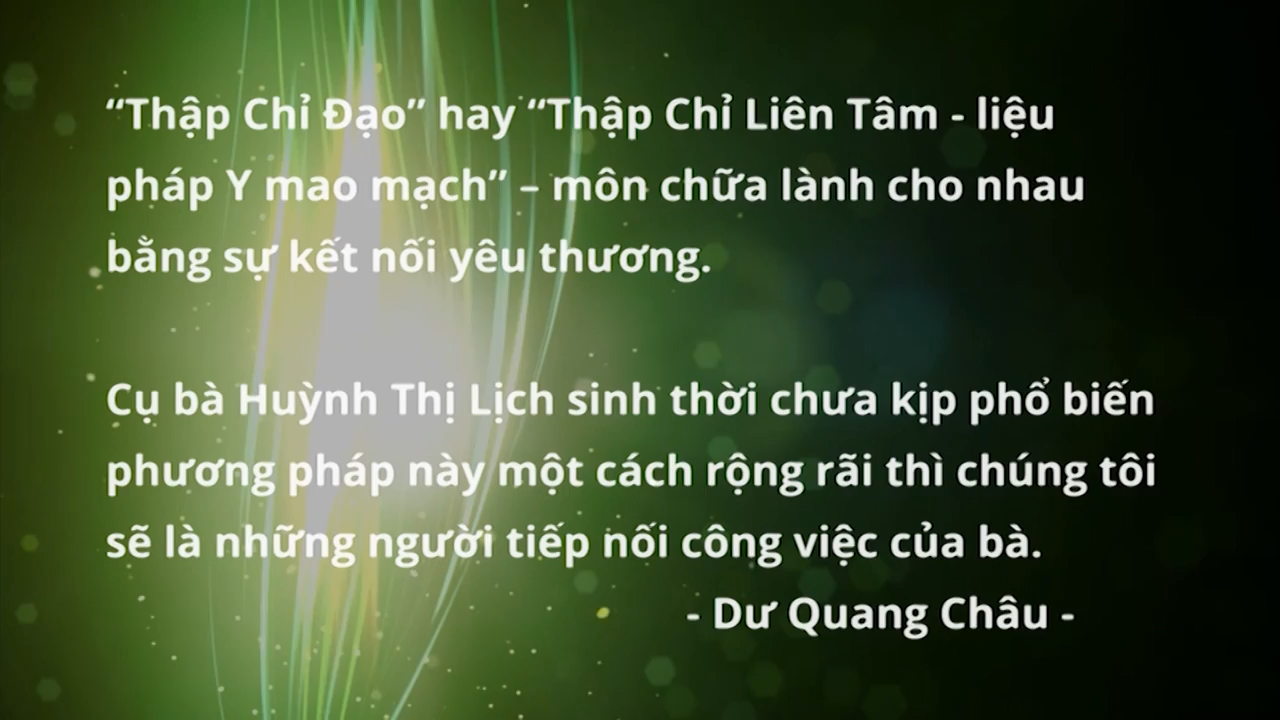 “Thập Chỉ Đạo” hay “Thập Chỉ Liên Tâm - liệu
pháp Y mao mạch” – môn chữa lành cho nhau
bằng sự kết nối yêu thương.
Cụ bà Huỳnh Thị Lịch sinh thời chưa kịp phổ biến
phương pháp này một cách rộng rãi thì chúng tôi
sẽ là những người tiếp nối công việc của bà.
- Dư Quang Châu -